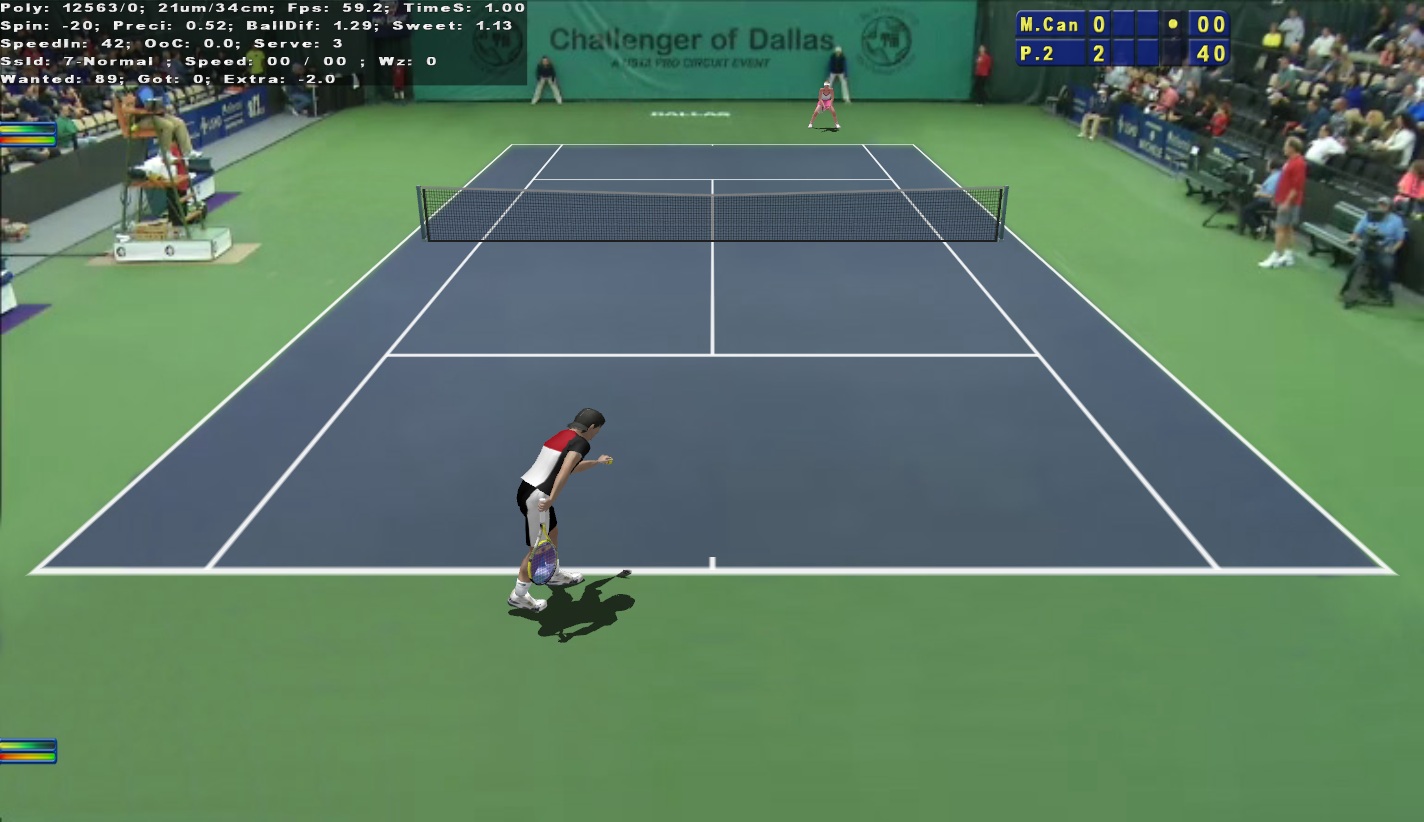 Poly: 12563/0; 21um/34cm; Fps: 59.2; TimeS: 1.00
Spin: -20; Preci: 0.52; BallDif: 1.29; Sweet: 1.13
SpeedIn: 42; OoC: 0.0; Serve: 3
SsId: 7-Normal ; Speed: 00 / 00 ; Wz: 0
Wanted: 89; Got: 0; Extra: -2.0
M.Can 0 00
P.2 2 40
Challenger of Dallas
A USTA PRO CIRCUIT EVENT
DALLAS